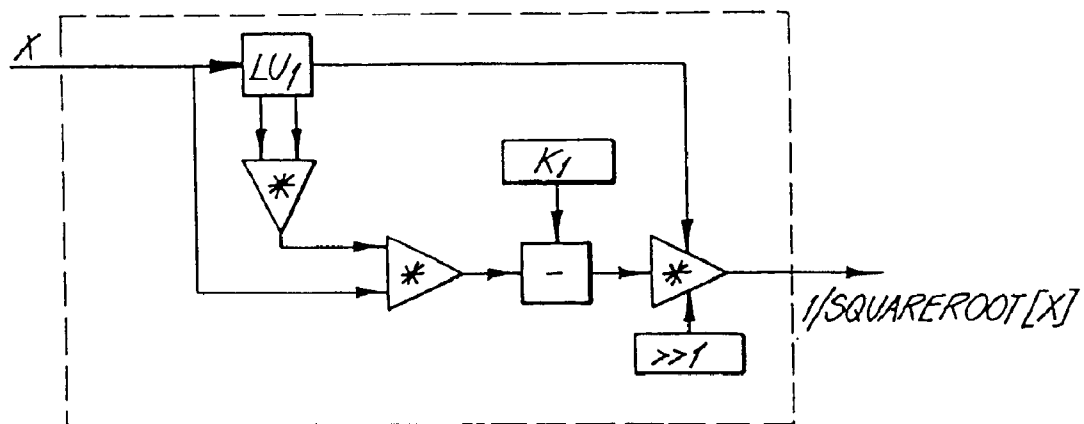 X
LU1
*
K1
*
-
*
>>1
1/SQUAREROOT[X]